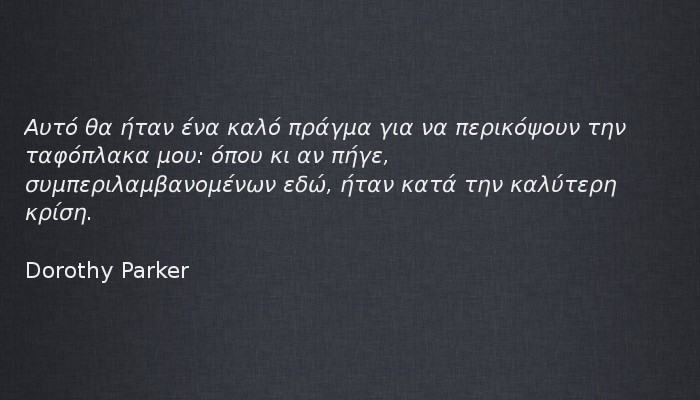 Αυτό θα ήταν ένα καλό πράγμα για να περικόψουν την
ταφόπλακα μου: όπου κι αν πήγε,
συμπεριλαμβανομένων εδώ, ήταν κατά την καλύτερη
κρίση.
Dorothy Parker